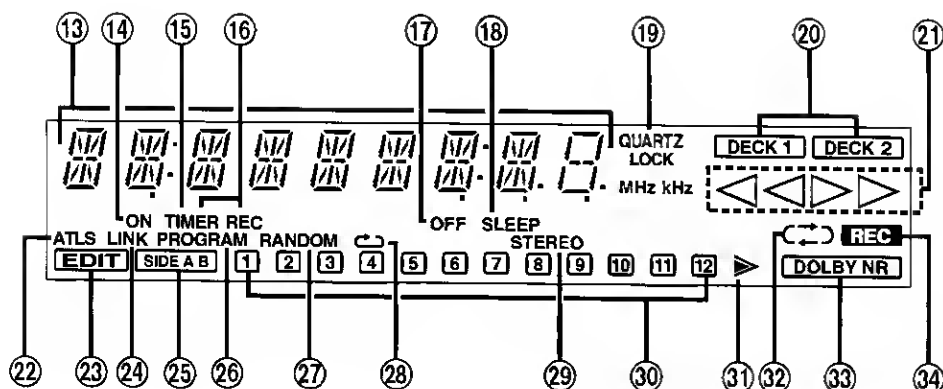 ⑬ ⑭ ⑮ ⑯ ⑰ ⑱ ⑲ ⑳ ㉑
QUARTZ
LOCK
DECK 1 DECK 2
MHz kHz
ON TIMER REC OFF SLEEP
ATLS LINK PROGRAM RANDOM STEREO REC
EDIT SIDE A B 1 2 3 4 5 6 7 8 9 10 11 12 DOLBY NR
㉒ ㉓ ㉔ ㉕ ㉖ ㉗ ㉘ ㉙ ㉚ ㉛ ㉜ ㉝ ㉞